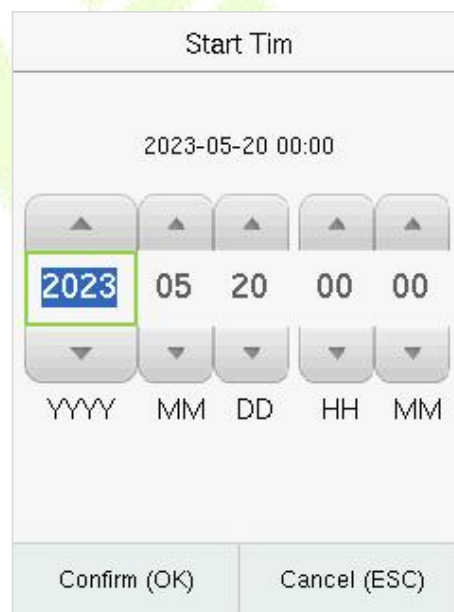 Start Tim
2023-05-20 00:00
2023 05 20 00 00
YYYY MM DD HH MM
Confirm (OK) Cancel (ESC)